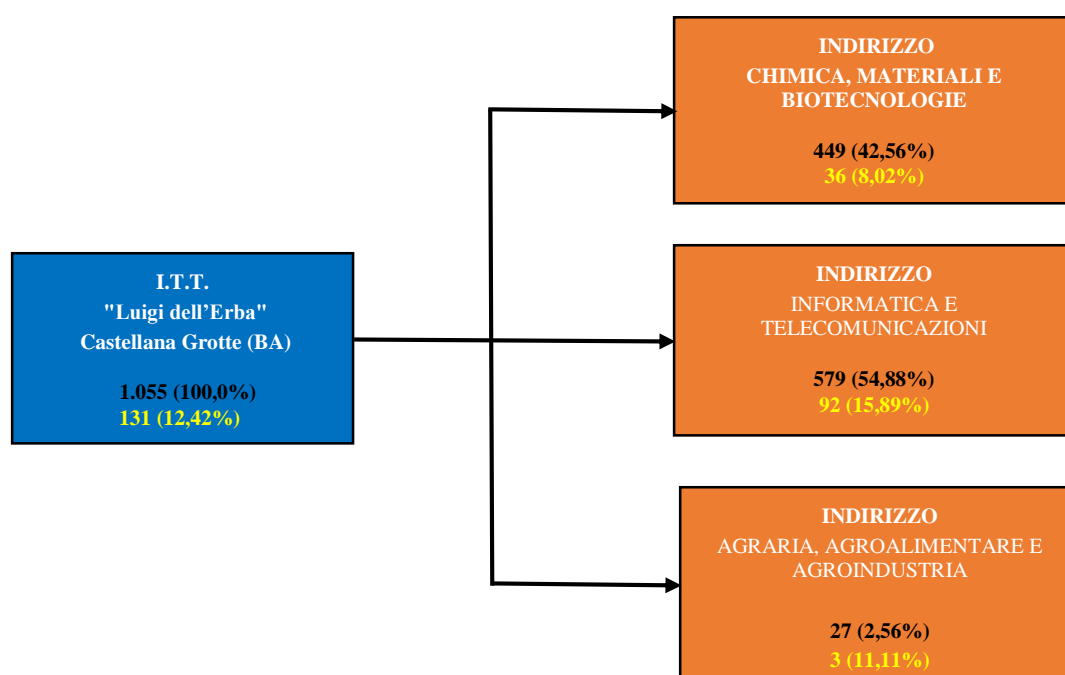 I.T.T.
"Luigi dell’Erba"
Castellana Grotte (BA)
1.055 (100,0%)
131 (12,42%)
INDIRIZZO
CHIMICA, MATERIALI E
BIOTECNOLOGIE
449 (42,56%)
36 (8,02%)
INDIRIZZO
INFORMATICA E
TELECOMUNICAZIONI
579 (54,88%)
92 (15,89%)
INDIRIZZO
AGRARIA, AGROALIMENTARE E
AGROINDUSTRIA
27 (2,56%)
3 (11,11%)